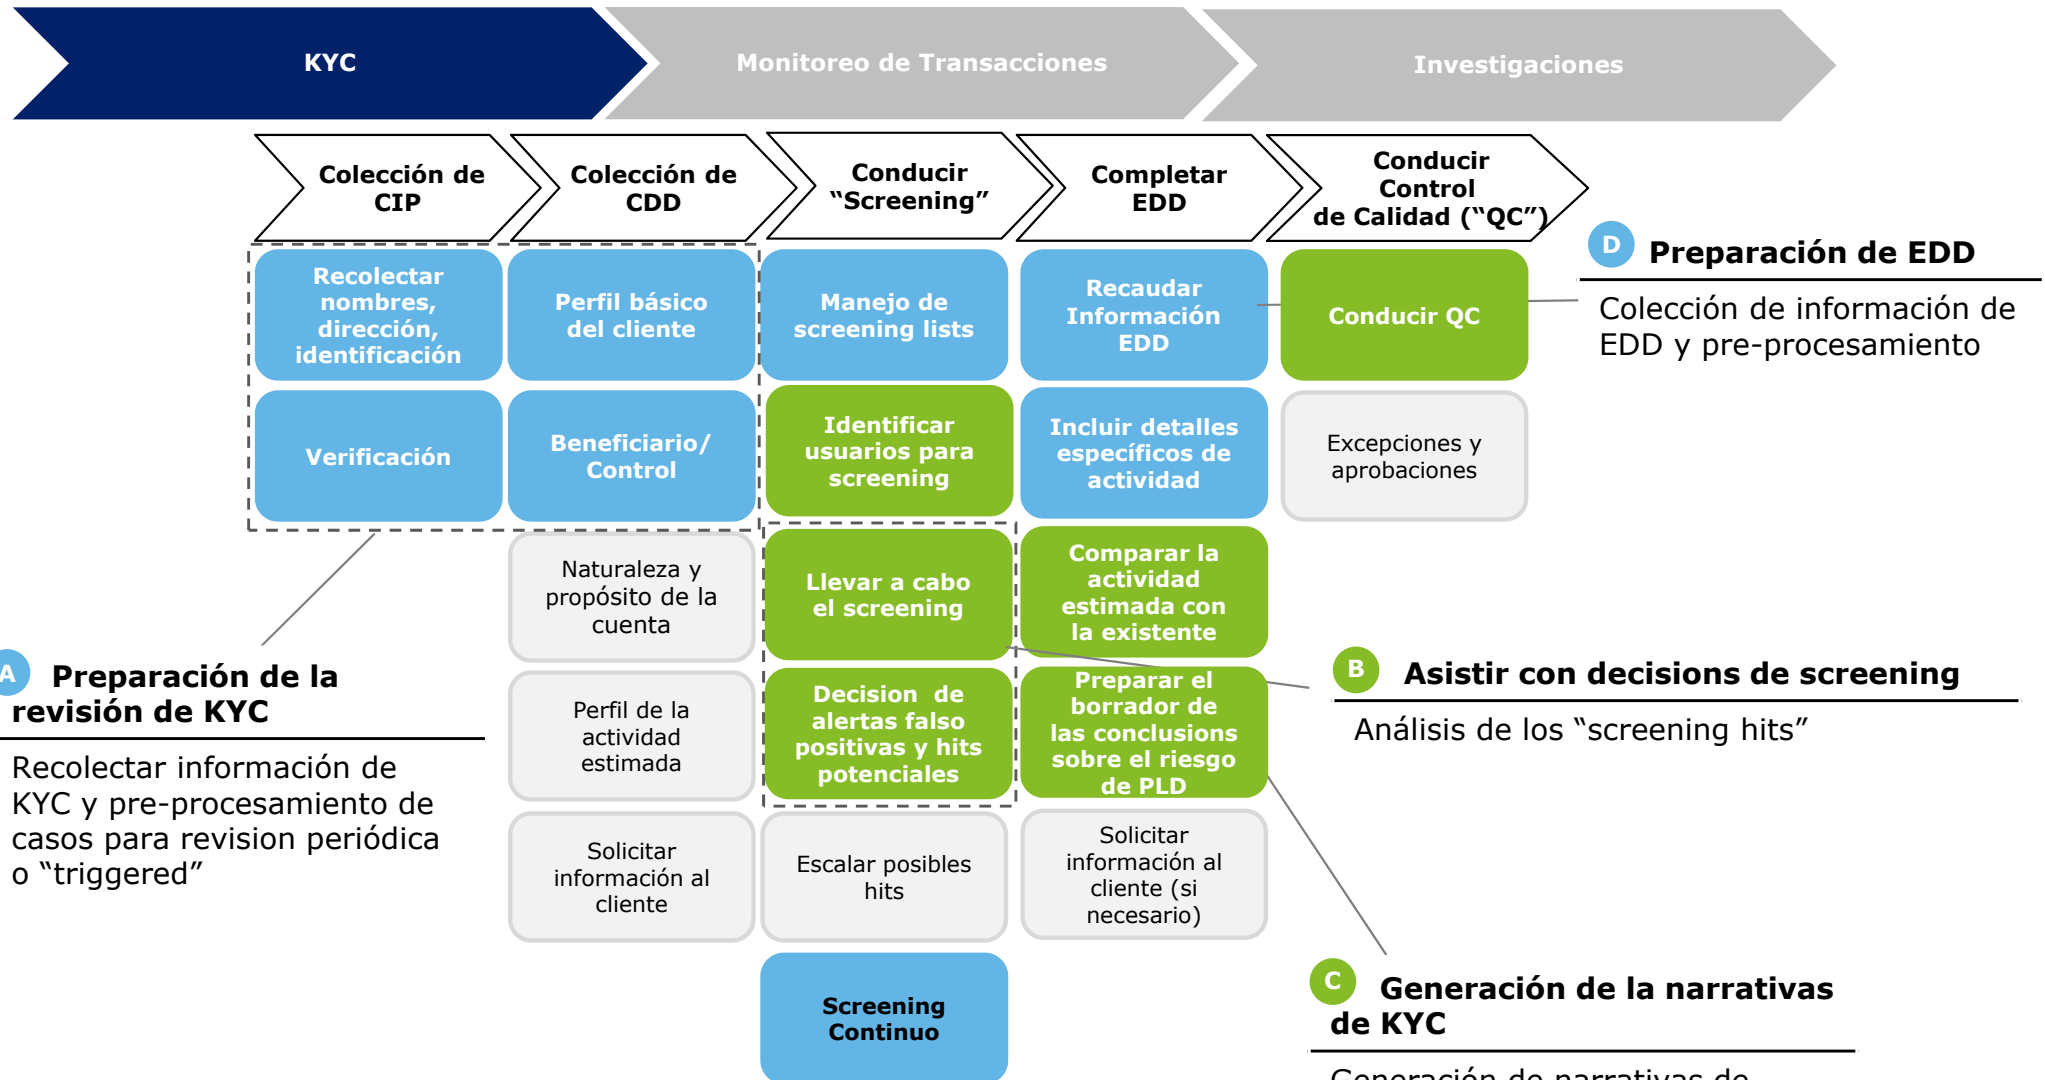 KYC
Monitoreo de Transacciones
Investigaciones
Colección de
CIP
Colección de
CDD
Conducir
“Screening”
Completar
EDD
Conducir
Control
de Calidad (“QC”)
Recolectar
nombres,
dirección,
identificación
Verificación
Perfil básico
del cliente
Beneficiario/
Control
Naturaleza y
propósito de la
cuenta
Perfil de la
actividad
estimada
Solicitar
información al
cliente
Manejo de
screening lists
Identificar
usuarios para
screening
Llevar a cabo
el screening
Decision de
alertas falso
positivas y hits
potenciales
Escalar posibles
hits
Screening
Continuo
Recaudar
Información
EDD
Incluir detalles
específicos de
actividad
Comparar la
actividad
estimada con
la existente
Preparar el
borrador de
las conclusions
sobre el riesgo
de PLD
Solicitar
información al
cliente (si
necesario)
Conducir QC
Excepciones y
aprobaciones
A Preparación de la
revisión de KYC
Recolectar información de
KYC y pre-procesamiento de
casos para revision periódica
o “triggered”
D Preparación de EDD
Colección de información de
EDD y pre-procesamiento
B Asistir con decisions de screening
Análisis de los “screening hits”
C Generación de la narrativas
de KYC
Generación de narrativas de